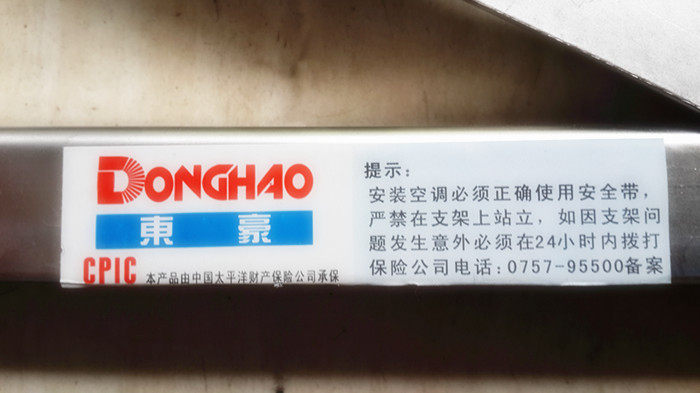 DONGHAO
東豪
CPIC 本产品由中国太平洋财产保险公司承保
提示:
安装空调必须正确使用安全带,
严禁在支架上站立,如因支架问
题发生意外必须在24小时内拨打
保险公司电话:0757-95500备案